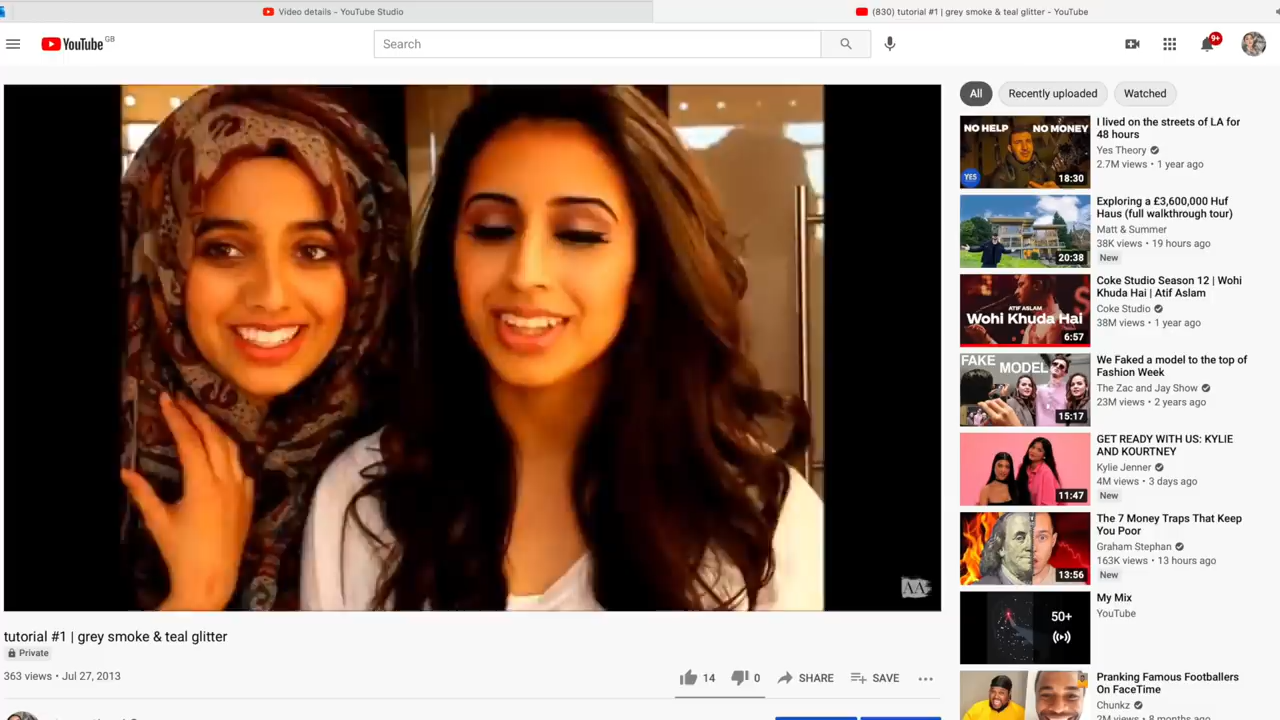 Video details - YouTube Studio
(830) tutorial #1 | grey smoke & teal glitter - YouTube
YouTube GB
Search
9+
AA
tutorial #1 | grey smoke & teal glitter
Private
363 views • Jul 27, 2013
14
0
SHARE
SAVE
All
Recently uploaded
Watched
NO HELP NO MONEY
YES
18:30
I lived on the streets of LA for
48 hours
Yes Theory
2.7M views • 1 year ago
20:38
Exploring a £3,600,000 Huf
Haus (full walkthrough tour)
Matt & Summer
38K views • 19 hours ago
New
ATIF ASLAM
Wohi Khuda Hai
6:57
Coke Studio Season 12 | Wohi
Khuda Hai | Atif Aslam
Coke Studio
38M views • 1 year ago
FAKE
MODEL
15:17
We Faked a model to the top of
Fashion Week
The Zac and Jay Show
23M views • 2 years ago
11:47
GET READY WITH US: KYLIE
AND KOURTNEY
Kylie Jenner
4M views • 3 days ago
New
13:56
The 7 Money Traps That Keep
You Poor
Graham Stephan
163K views • 13 hours ago
New
50+
My Mix
YouTube
Pranking Famous Footballers
On FaceTime
Chunkz
2M views • 8 months ago